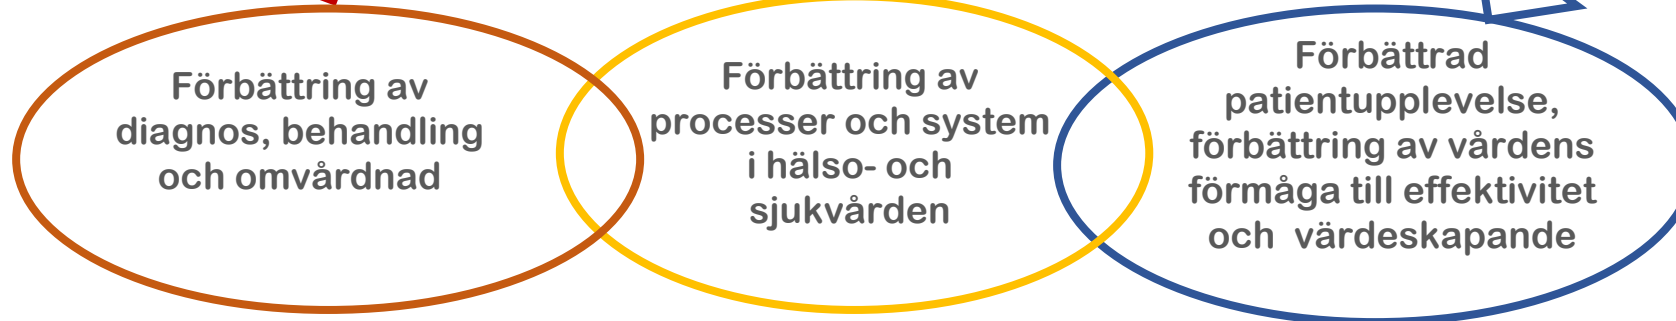 Förbättring av
diagnos, behandling
och omvårdnad
Förbättring av
processer och system
i hälso- och
sjukvården
Förbättrad
patientupplevelse,
förbättring av vårdens
förmåga till effektivitet
och  värdeskapande